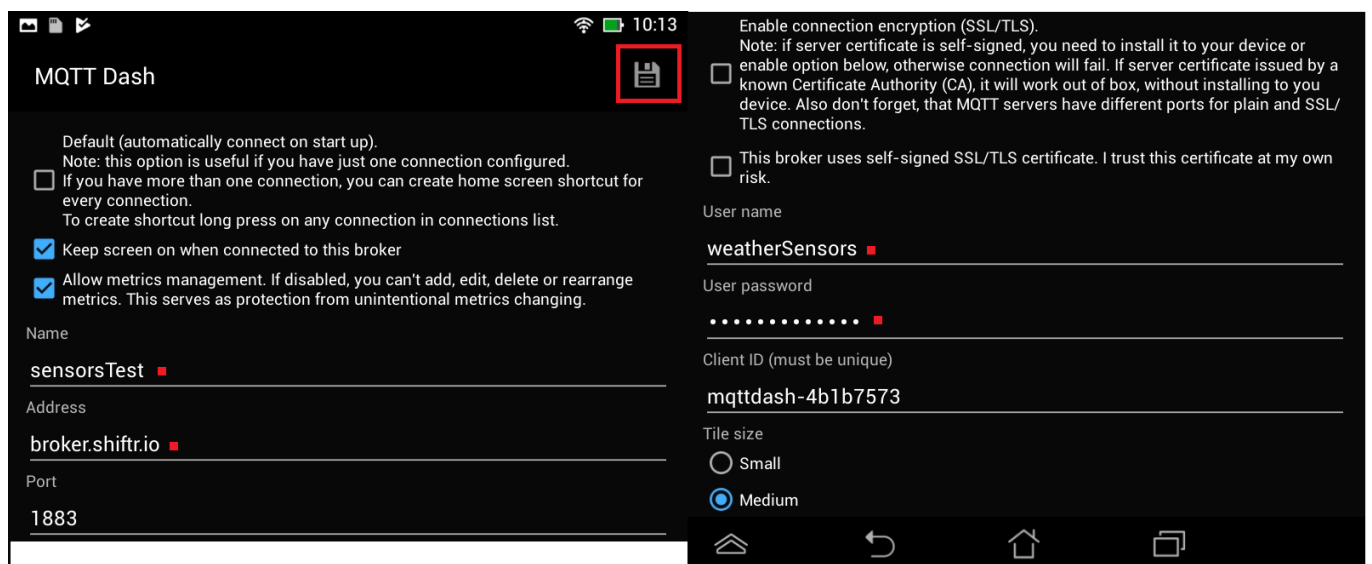 10:13
MQTT Dash
Default (automatically connect on start up).
Note: this option is useful if you have just one connection configured.
If you have more than one connection, you can create home screen shortcut for
every connection.
To create shortcut long press on any connection in connections list.
Keep screen on when connected to this broker
Allow metrics management. If disabled, you can't add, edit, delete or rearrange
metrics. This serves as protection from unintentional metrics changing.
Name
sensorsTest
Address
broker.shiftr.io
Port
1883
Enable connection encryption (SSL/TLS).
Note: if server certificate is self-signed, you need to install it to your device or
enable option below, otherwise connection will fail. If server certificate issued by a
known Certificate Authority (CA), it will work out of box, without installing to you
device. Also don't forget, that MQTT servers have different ports for plain and SSL/
TLS connections.
This broker uses self-signed SSL/TLS certificate. I trust this certificate at my own
risk.
User name
weatherSensors
User password
•••••••••••••
Client ID (must be unique)
mqttdash-4b1b7573
Tile size
Small
Medium